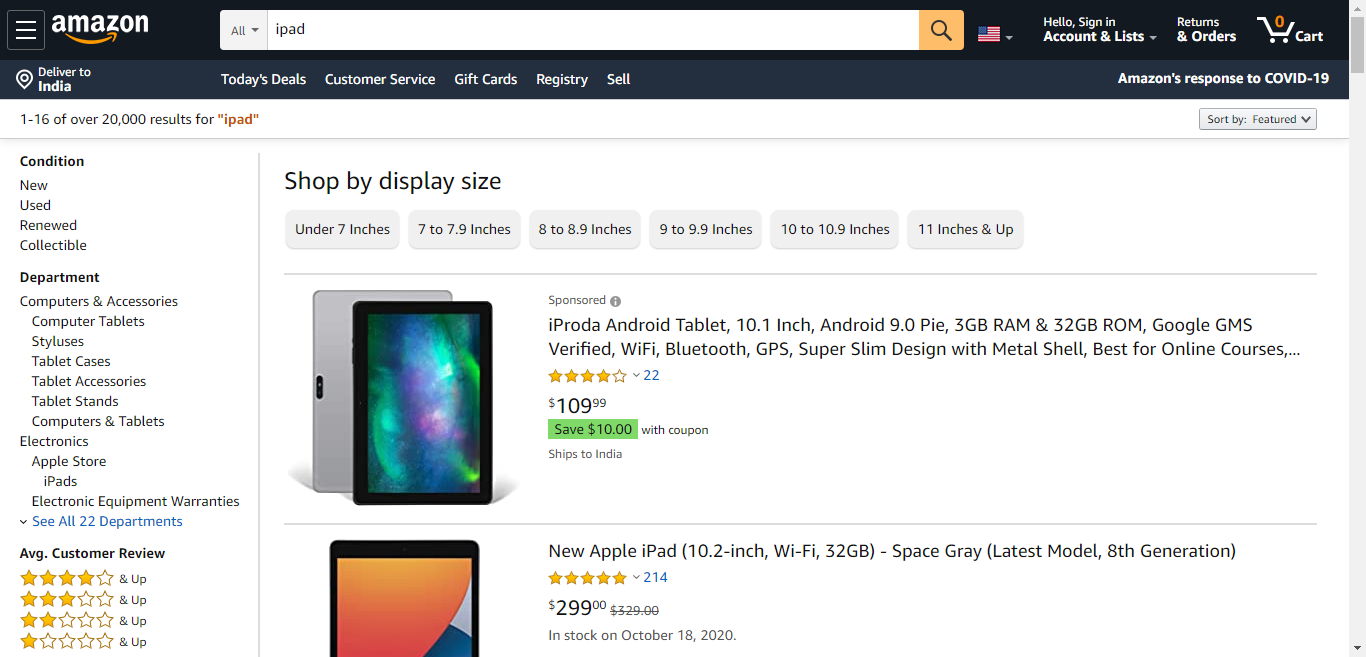 amazon
All
ipad
Hello, Sign in
Account & Lists
Returns
& Orders
0
Cart
Deliver to
India
Today's Deals
Customer Service
Gift Cards
Registry
Sell
Amazon's response to COVID-19
1-16 of over 20,000 results for "ipad"
Sort by: Featured
Condition
New
Used
Renewed
Collectible
Department
Computers & Accessories
Computer Tablets
Styluses
Tablet Cases
Tablet Accessories
Tablet Stands
Computers & Tablets
Electronics
Apple Store
iPads
Electronic Equipment Warranties
See All 22 Departments
Avg. Customer Review
& Up
& Up
& Up
& Up
Shop by display size
Under 7 Inches
7 to 7.9 Inches
8 to 8.9 Inches
9 to 9.9 Inches
10 to 10.9 Inches
11 Inches & Up
Sponsored
iProda Android Tablet, 10.1 Inch, Android 9.0 Pie, 3GB RAM & 32GB ROM, Google GMS
Verified, WiFi, Bluetooth, GPS, Super Slim Design with Metal Shell, Best for Online Courses,...
22
$10999
Save $10.00 with coupon
Ships to India
New Apple iPad (10.2-inch, Wi-Fi, 32GB) - Space Gray (Latest Model, 8th Generation)
214
$29900 $329.00
In stock on October 18, 2020.